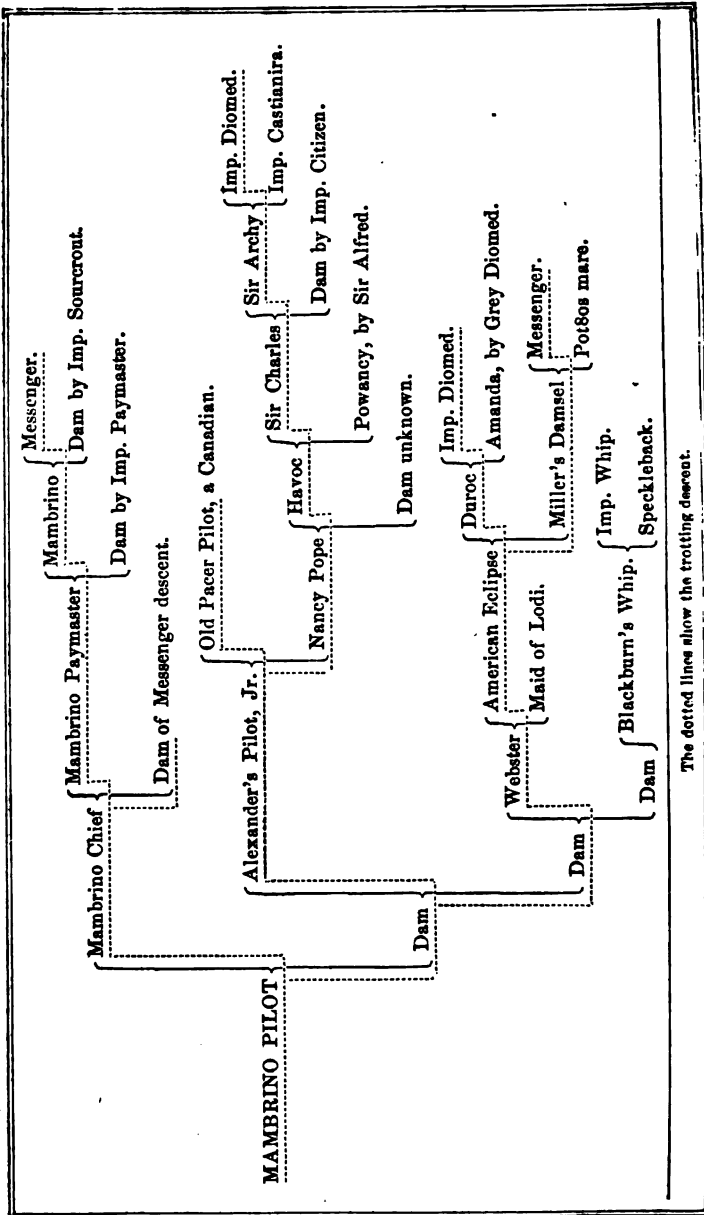 Messenger.
Mambrino
Dam by Imp. Sourcrout.
Mambrino Paymaster
Dam by Imp. Paymaster.
Mambrino Chief
Dam of Messenger descent.
MAMBRINO PILOT
Old Pacer Pilot, a Canadian.
Alexander's Pilot, Jr.
Imp. Diomed.
Sir Archy
Imp. Castianira.
Sir Charles
Dam by Imp. Citizen.
Havoc
Powancy, by Sir Alfred.
Nancy Pope
Dam unknown.
Dam
Imp. Diomed.
Duroc
Amanda, by Grey Diomed.
American Eclipse
Messenger.
Miller's Damsel
Pot8os mare.
Webster
Maid of Lodi.
Dam
Imp. Whip.
Blackburn's Whip.
Speckleback.
Dam
The dotted lines show the trotting descent.